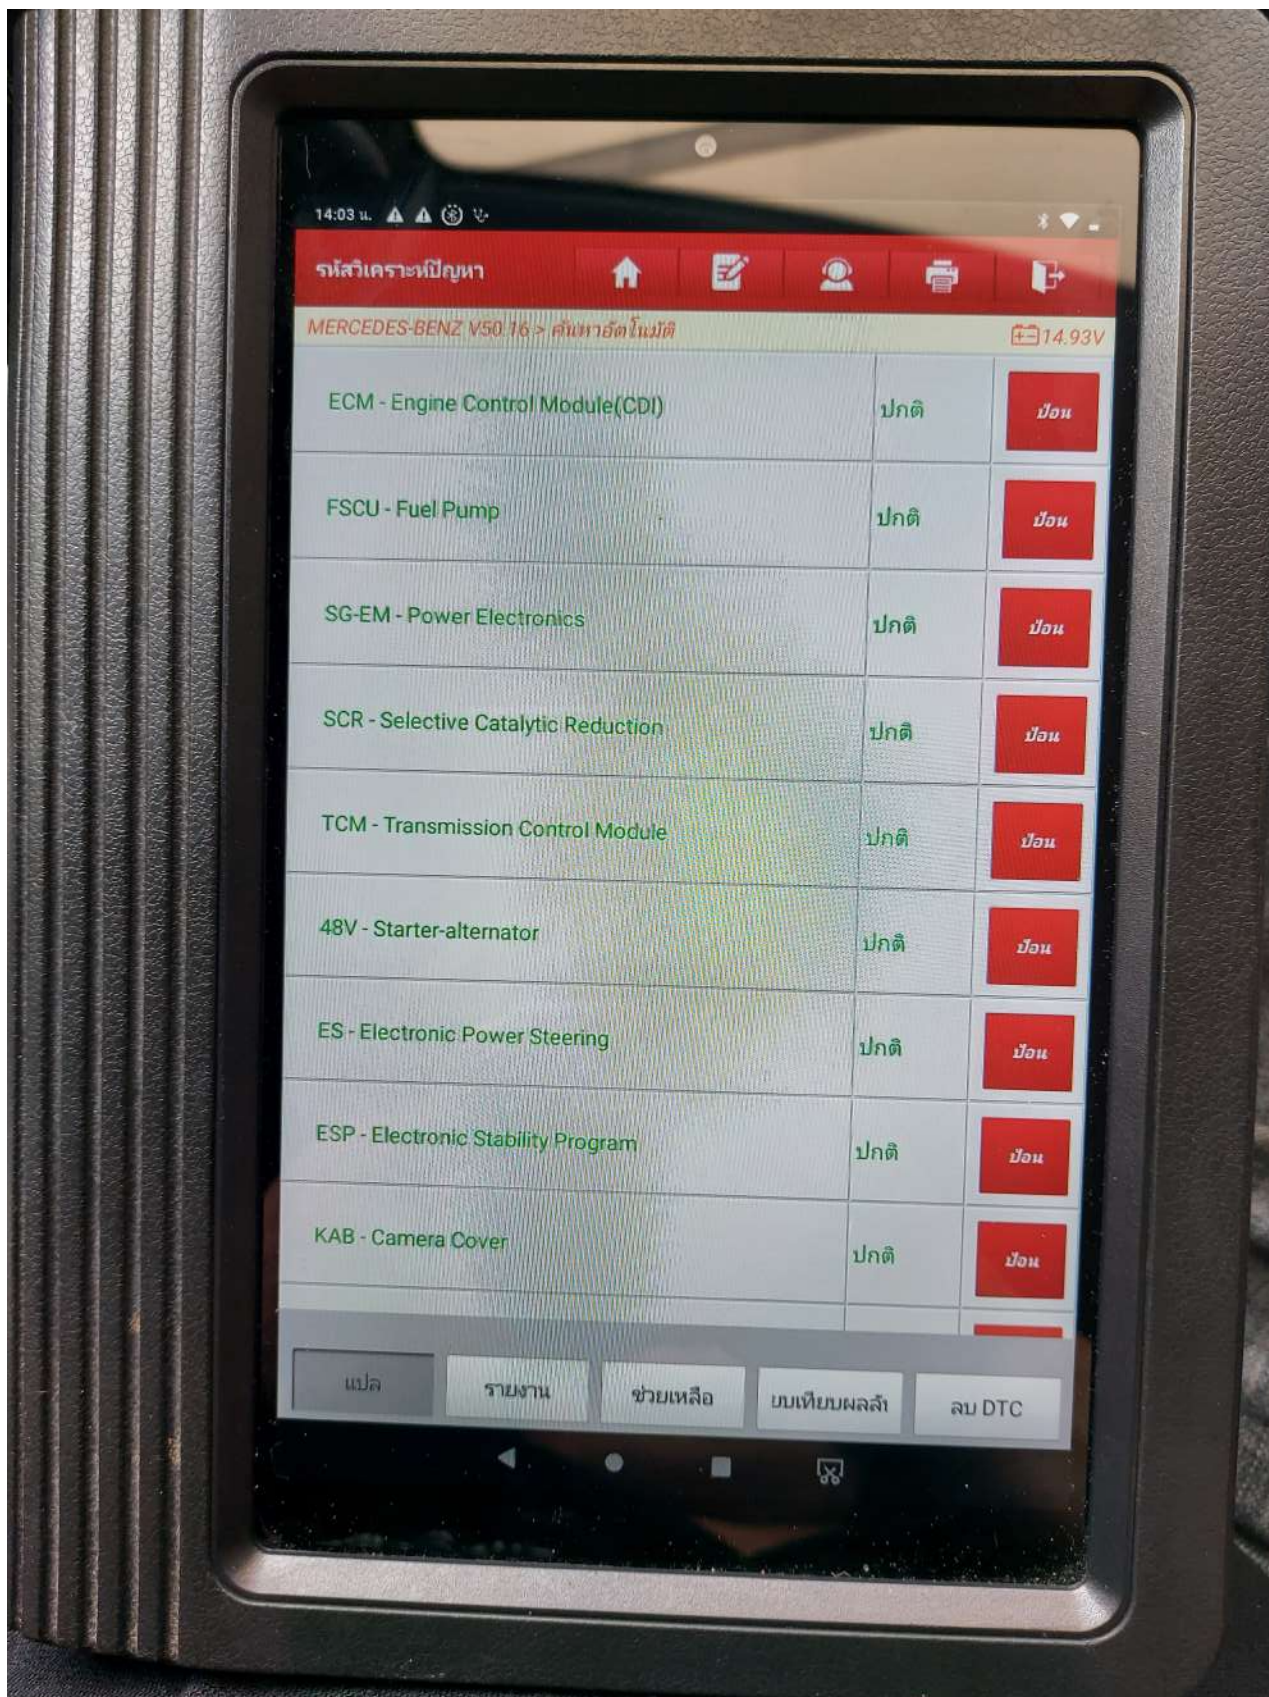 14:03 น.
รหัสวิเคราะห์ปัญหา
MERCEDES-BENZ V50.16 > ค้นหาอัตโนมัติ 14.93V
ECM - Engine Control Module(CDI) ปกติ ป้อน
FSCU - Fuel Pump ปกติ ป้อน
SG-EM - Power Electronics ปกติ ป้อน
SCR - Selective Catalytic Reduction ปกติ ป้อน
TCM - Transmission Control Module ปกติ ป้อน
48V - Starter-alternator ปกติ ป้อน
ES - Electronic Power Steering ปกติ ป้อน
ESP - Electronic Stability Program ปกติ ป้อน
KAB - Camera Cover ปกติ ป้อน
แปล รายงาน ช่วยเหลือ บบเทียบผลลัา ลบ DTC